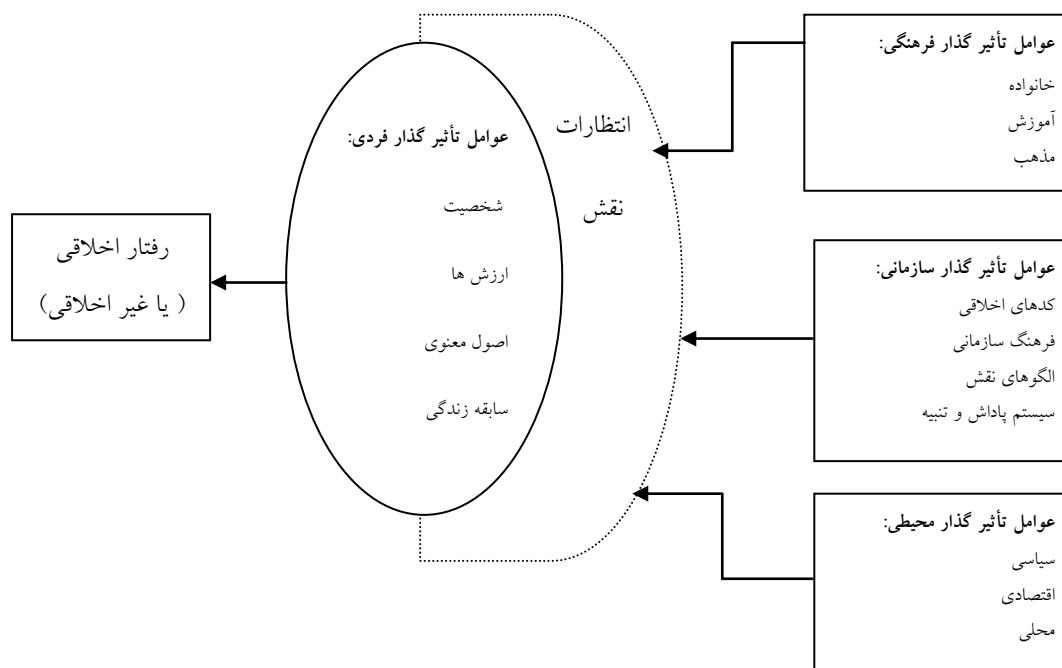 عوامل تأثیر گذار فرهنگی:
خانواده
آموزش
مذهب
عوامل تأثیر گذار سازمانی:
کدهای اخلاقی
فرهنگ سازمانی
الگوهای نقش
سیستم پاداش و تنبیه
عوامل تأثیر گذار محیطی:
سیاسی
اقتصادی
محلی
انتظارات
نقش
عوامل تأثیر گذار فردی:
شخصیت
ارزش ها
اصول معنوی
سابقه زندگی
رفتار اخلاقی
( یا غیر اخلاقی)